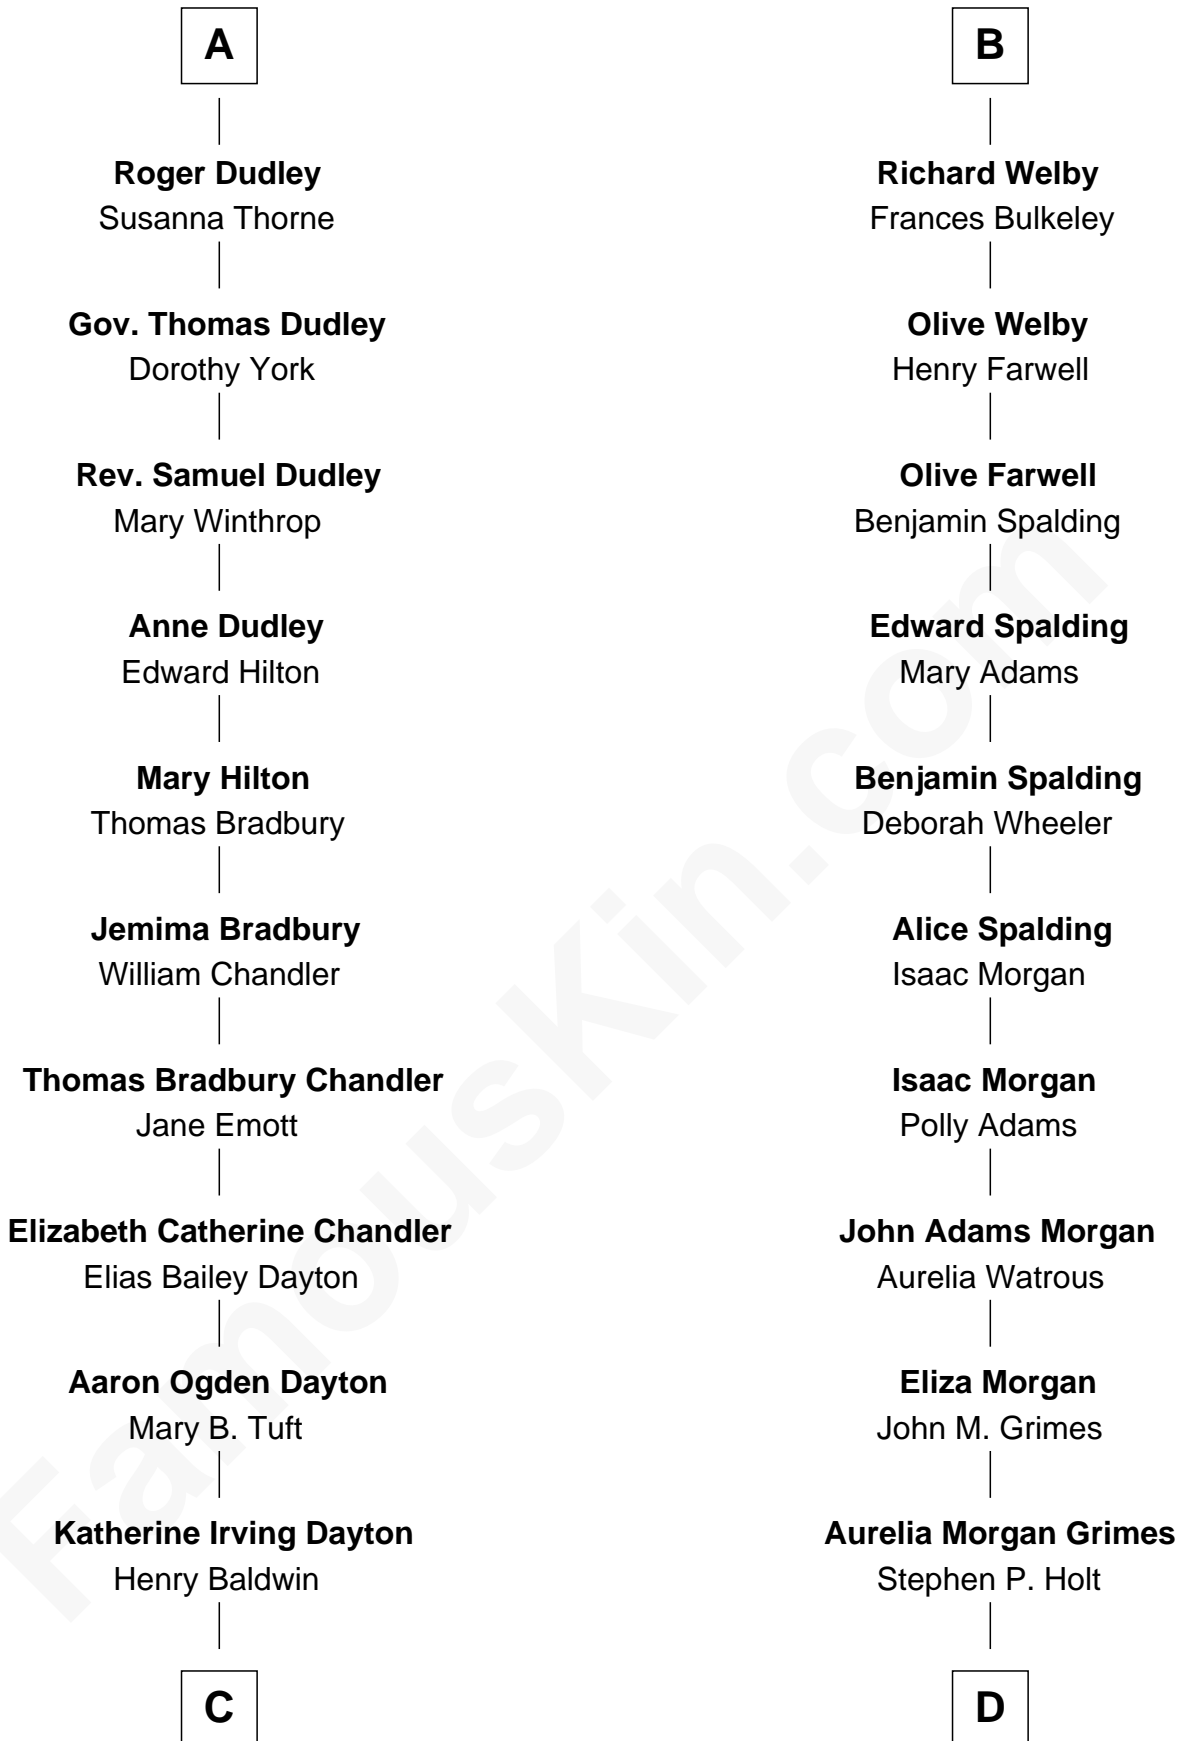 A
Roger Dudley
Susanna Thorne
Gov. Thomas Dudley
Dorothy York
Rev. Samuel Dudley
Mary Winthrop
Anne Dudley
Edward Hilton
Mary Hilton
Thomas Bradbury
Jemima Bradbury
William Chandler
Thomas Bradbury Chandler
Jane Emott
Elizabeth Catherine Chandler
Elias Bailey Dayton
Aaron Ogden Dayton
Mary B. Tuft
Katherine Irving Dayton
Henry Baldwin
C
B
Richard Welby
Frances Bulkeley
Olive Welby
Henry Farwell
Olive Farwell
Benjamin Spalding
Edward Spalding
Mary Adams
Benjamin Spalding
Deborah Wheeler
Alice Spalding
Isaac Morgan
Isaac Morgan
Polly Adams
John Adams Morgan
Aurelia Watrous
Eliza Morgan
John M. Grimes
Aurelia Morgan Grimes
Stephen P. Holt
D
FamousKin.com